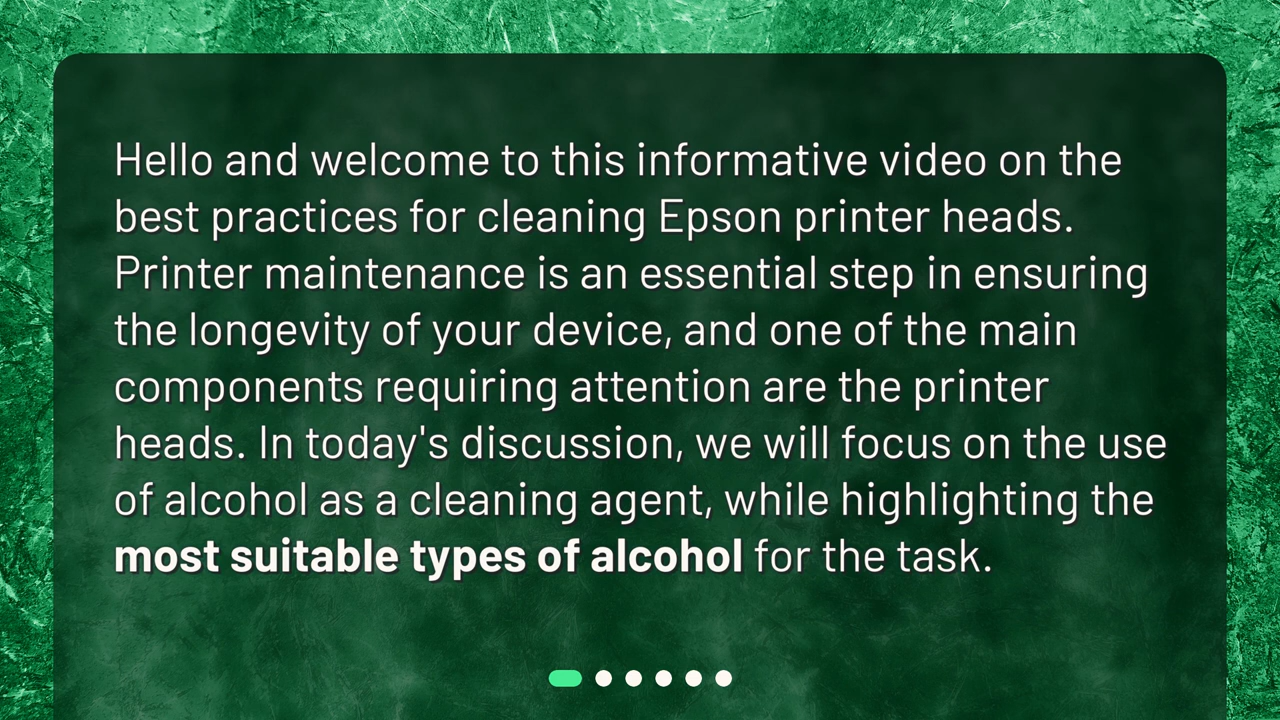 Hello and welcome to this informative video on the
best practices for cleaning Epson printer heads.
Printer maintenance is an essential step in ensuring
the longevity of your device, and one of the main
components requiring attention are the printer
heads. In today's discussion, we will focus on the use
of alcohol as a cleaning agent, while highlighting the
most suitable types of alcohol for the task.